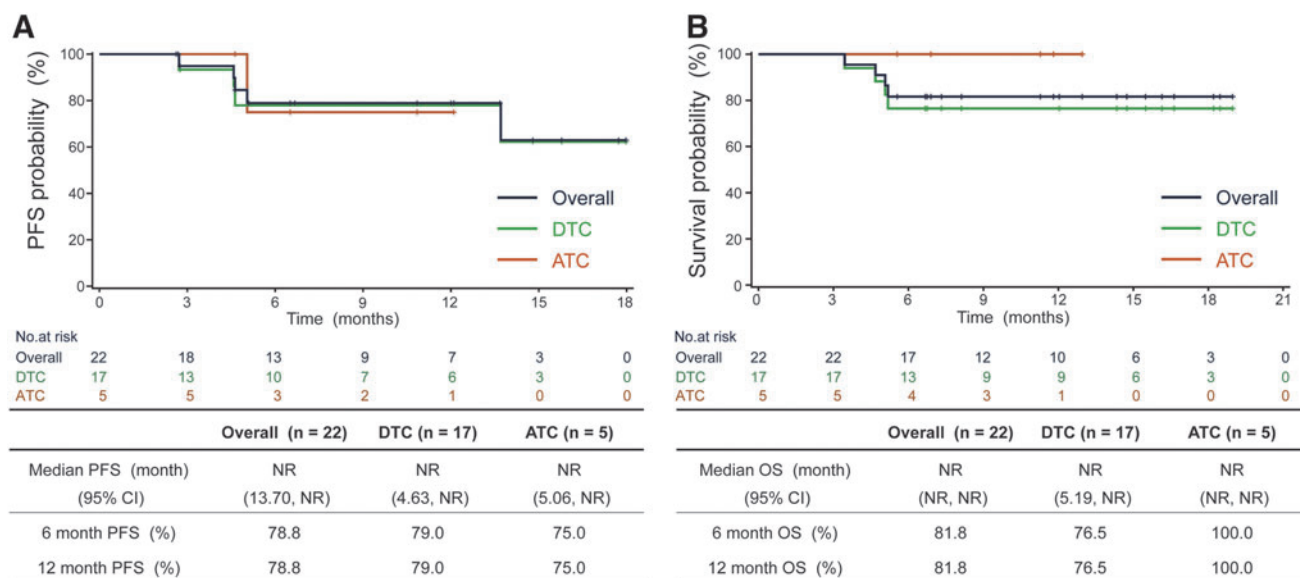 A
PFS probability (%)
100
80
60
40
20
0
Overall
DTC
ATC
0 3 6 9 12 15 18
Time (months)
No.at risk
Overall 22 18 13 9 7 3 0
DTC 17 13 10 7 6 3 0
ATC 5 5 3 2 1 0 0
Overall (n = 22) DTC (n = 17) ATC (n = 5)
Median PFS (month) NR NR NR
(95% CI) (13.70, NR) (4.63, NR) (5.06, NR)
6 month PFS (%) 78.8 79.0 75.0
12 month PFS (%) 78.8 79.0 75.0
B
Survival probability (%)
100
80
60
40
20
0
Overall
DTC
ATC
0 3 6 9 12 15 18 21
Time (months)
No.at risk
Overall 22 22 17 12 10 6 3 0
DTC 17 17 13 9 9 6 3 0
ATC 5 5 4 3 1 0 0 0
Overall (n = 22) DTC (n = 17) ATC (n = 5)
Median OS (month) NR NR NR
(95% CI) (NR, NR) (5.19, NR) (NR, NR)
6 month OS (%) 81.8 76.5 100.0
12 month OS (%) 81.8 76.5 100.0